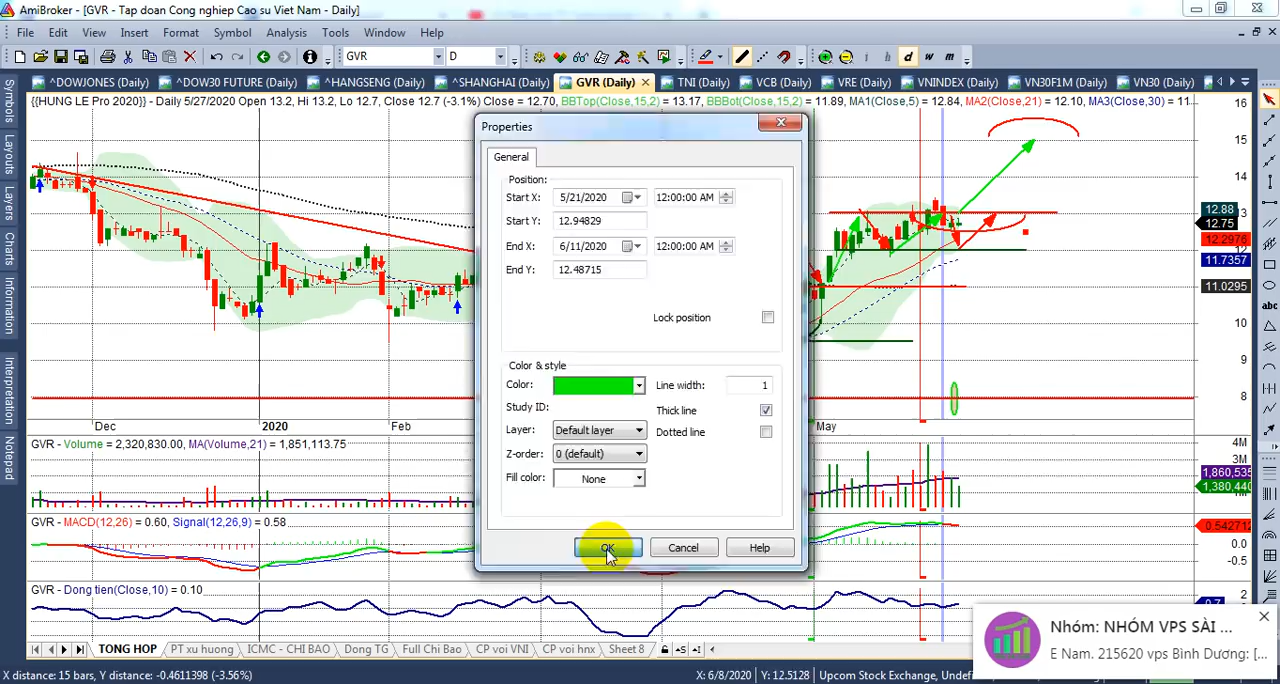 AmiBroker - [GVR - Tap doan Cong nghiep Cao su Viet Nam - Daily]
File Edit View Insert Format Symbol Analysis Tools Window Help
GVR D d w m
^DOWJONES (Daily) ^DOW30 FUTURE (Daily) ^HANGSENG (Daily) ^SHANGHAI (Daily) GVR (Daily) TNI (Daily) VCB (Daily) VRE (Daily) VNINDEX (Daily) VN30F1M (Daily) VN30 (Daily)
{{HUNG LE Pro 2020}} - Daily 5/27/2020 Open 13.2, Hi 13.2, Lo 12.7, Close 12.7 (-3.1%) Close = 12.70, BBTop(Close,15,2) = 13.17, BBBot(Close,15,2) = 11.89, MA1(Close,5) = 12.84, MA2(Close,21) = 12.10, MA3(Close,30) = 11.
Symbols
Layouts
Layers
Charts
Information
Interpretation
Notepad
Properties
General
Position:
Start X: 5/21/2020 12:00:00 AM
Start Y: 12.94829
End X: 6/11/2020 12:00:00 AM
End Y: 12.48715
Lock position
Color & style
Color: Line width: 1
Study ID: Thick line
Layer: Default layer Dotted line
Z-order: 0 (default)
Fill color: None
OK Cancel Help
abc
16
15
14
12.88
13
12.75
12.2976
12
11.7357
11.0295
10
9
8
Dec 2020 Feb May
GVR - Volume = 2,320,830.00, MA(Volume,21) = 1,851,113.75
4M
3M
1,860,535
1,380,440
GVR - MACD(12,26) = 0.60, Signal(12,26,9) = 0.58
0.542712
0.0
-0.5
GVR - Dong tien(Close,10) = 0.10
2
0.7
TONG HOP PT xu huong ICMC - CHI BAO Dong TG Full Chi Bao CP voi VNI CP voi hnx Sheet 8
Nhóm: NHÓM VPS SÀI ...
E Nam. 215620 vps Bình Dương: [...
X distance: 15 bars, Y distance: -0.4611398 (-3.56%) X: 6/8/2020 Y: 12.5128 Upcom Stock Exchange, Undef